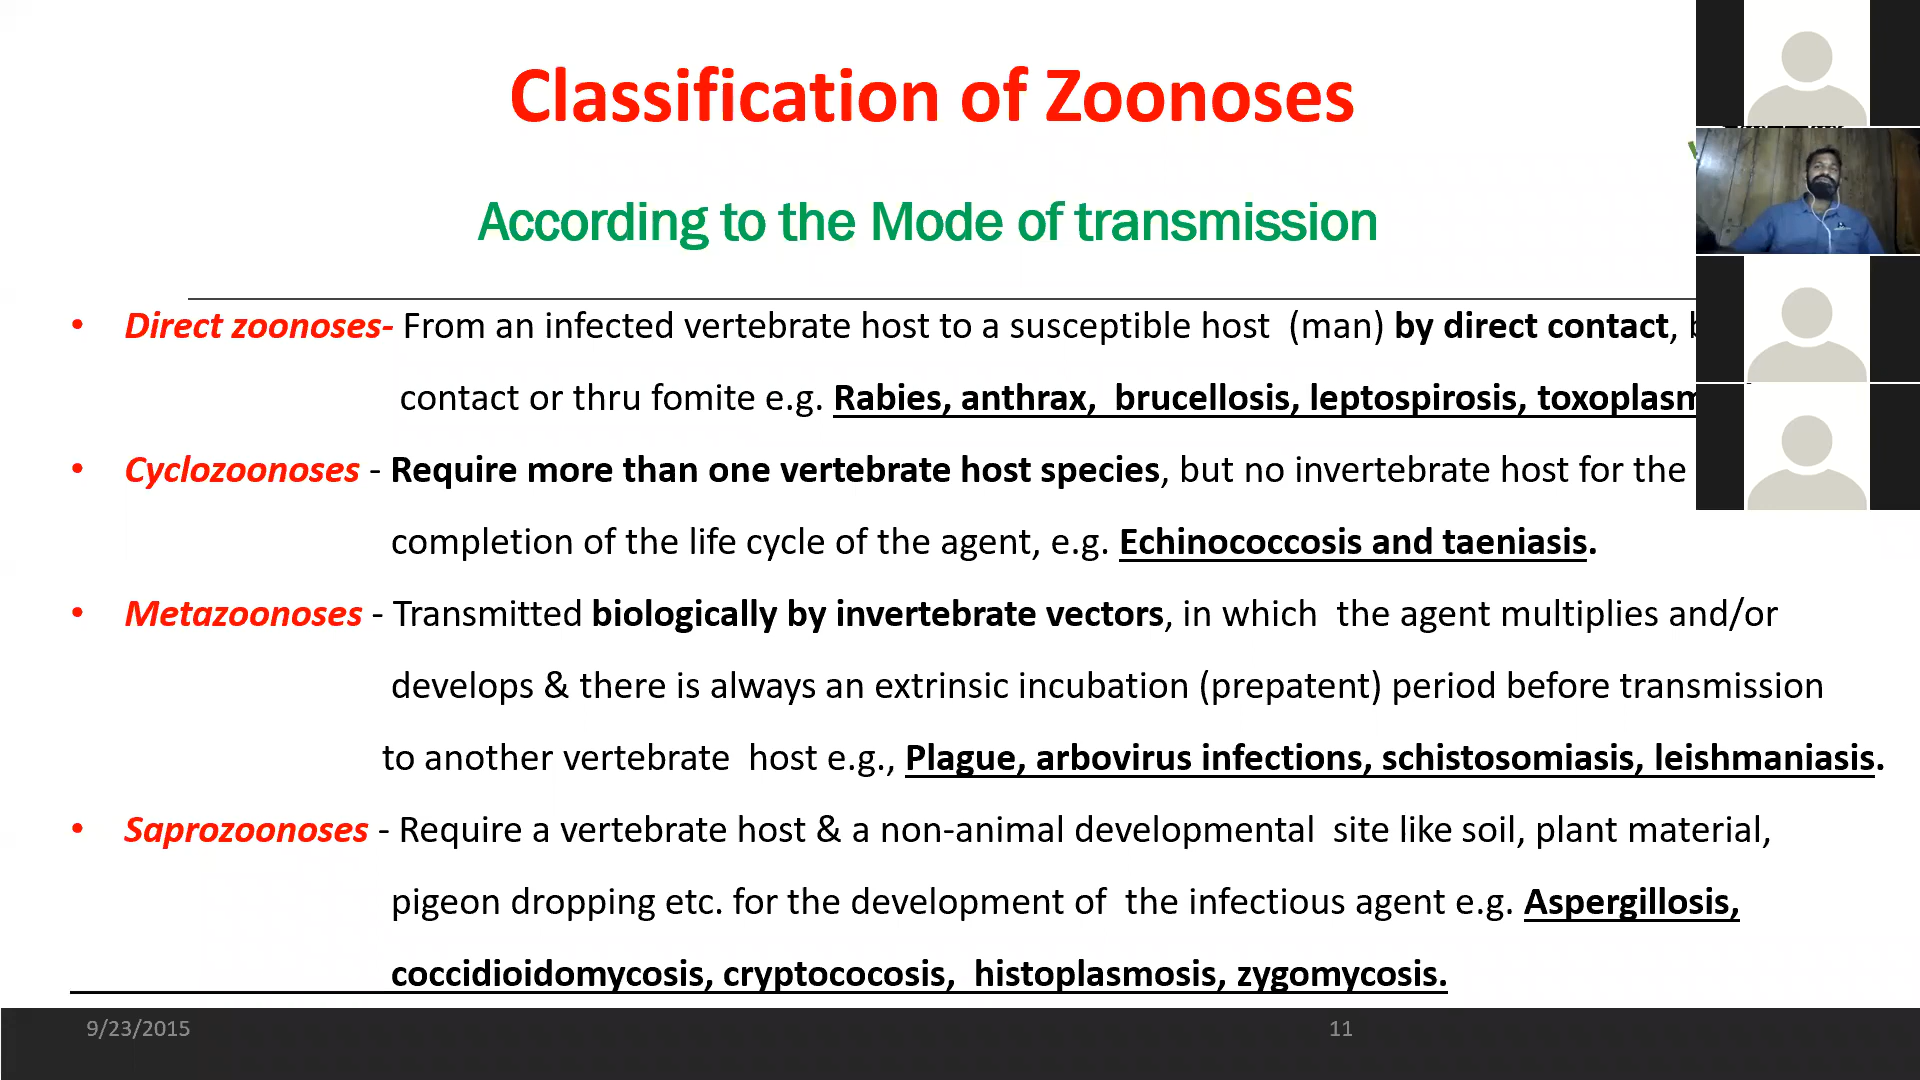 Classification of Zoonoses
According to the Mode of transmission
• Direct zoonoses- From an infected vertebrate host to a susceptible host (man) by direct contact,
contact or thru fomite e.g. Rabies, anthrax, brucellosis, leptospirosis,
• Cyclozoonoses - Require more than one vertebrate host species, but no invertebrate host for the
completion of the life cycle of the agent, e.g. Echinococcosis and taeniasis.
• Metazoonoses - Transmitted biologically by invertebrate vectors, in which the agent multiplies and/or
develops & there is always an extrinsic incubation (prepatent) period before transmission
to another vertebrate host e.g., Plague, arbovirus infections, schistosomiasis, leishmaniasis.
• Saprozoonoses - Require a vertebrate host & a non-animal developmental site like soil, plant material,
pigeon dropping etc. for the development of the infectious agent e.g. Aspergillosis,
coccidioidomycosis, cryptococosis, histoplasmosis, zygomycosis.
9/23/2015 11